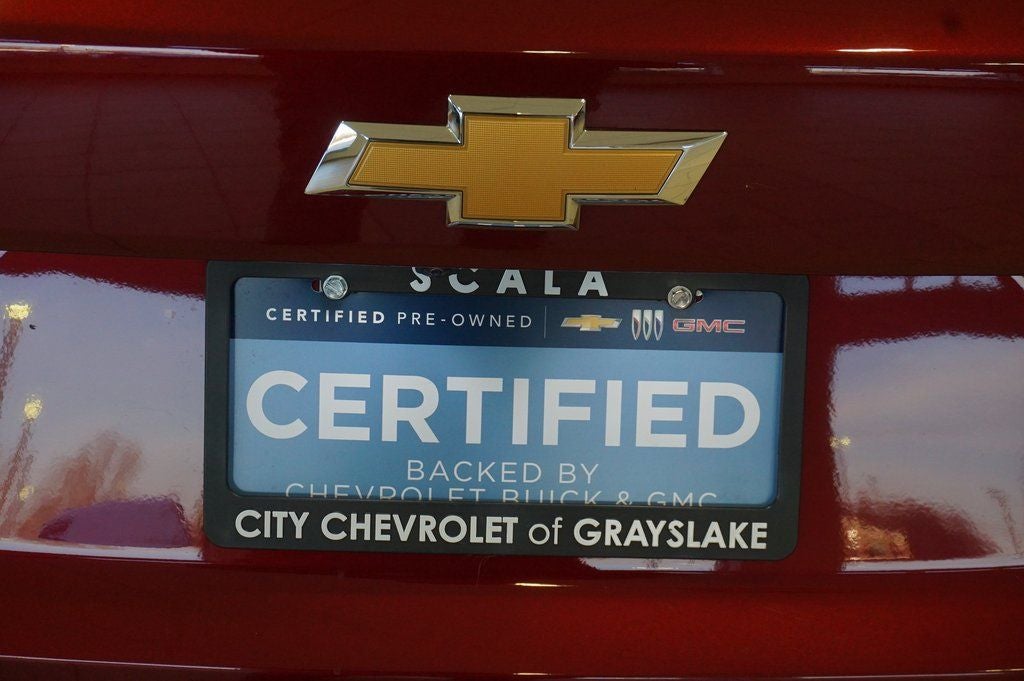 SCALA
CERTIFIED PRE-OWNED GMC
CERTIFIED
BACKED BY
CHEVROLET BUICK & GMC
CITY CHEVROLET of GRAYSLAKE